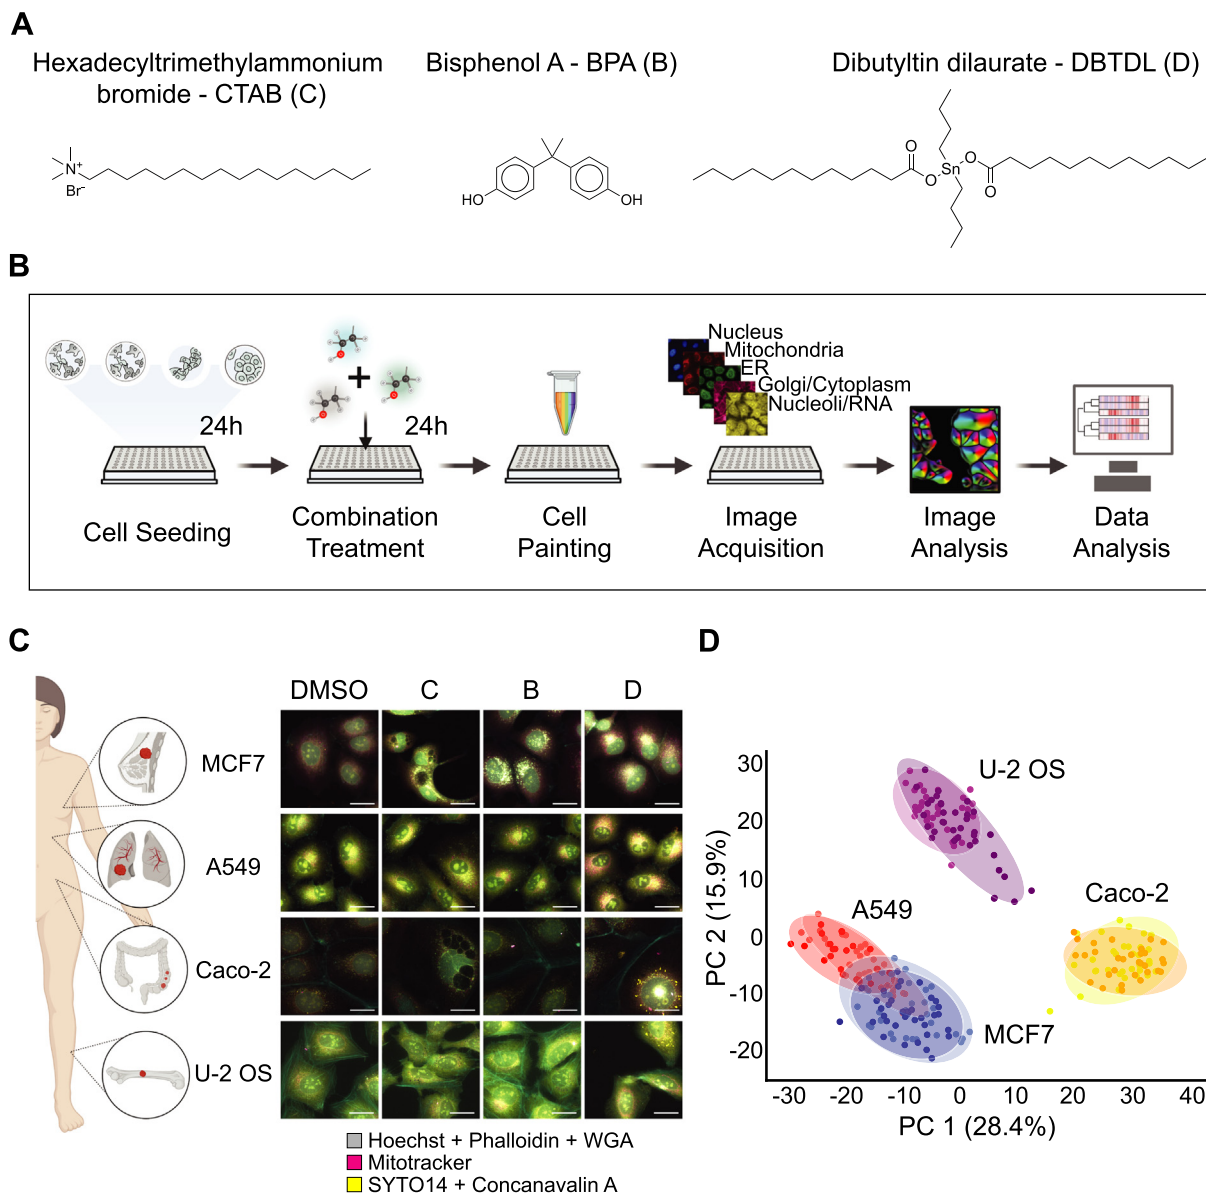 A
Hexadecyltrimethylammonium
bromide - CTAB (C)
Bisphenol A - BPA (B)
Dibutyltin dilaurate - DBTDL (D)
N+
Br-
HO
OH
O
O
Sn
O
O
B
24h
24h
+
Nucleus
Mitochondria
ER
Golgi/Cytoplasm
Nucleoli/RNA
Cell Seeding
Combination
Treatment
Cell
Painting
Image
Acquisition
Image
Analysis
Data
Analysis
C
DMSO
C
B
D
MCF7
A549
Caco-2
U-2 OS
Hoechst + Phalloidin + WGA
Mitotracker
SYTO14 + Concanavalin A
D
PC 2 (15.9%)
30
20
10
0
-10
-20
U-2 OS
A549
Caco-2
MCF7
-30
-20
-10
0
10
20
30
40
PC 1 (28.4%)